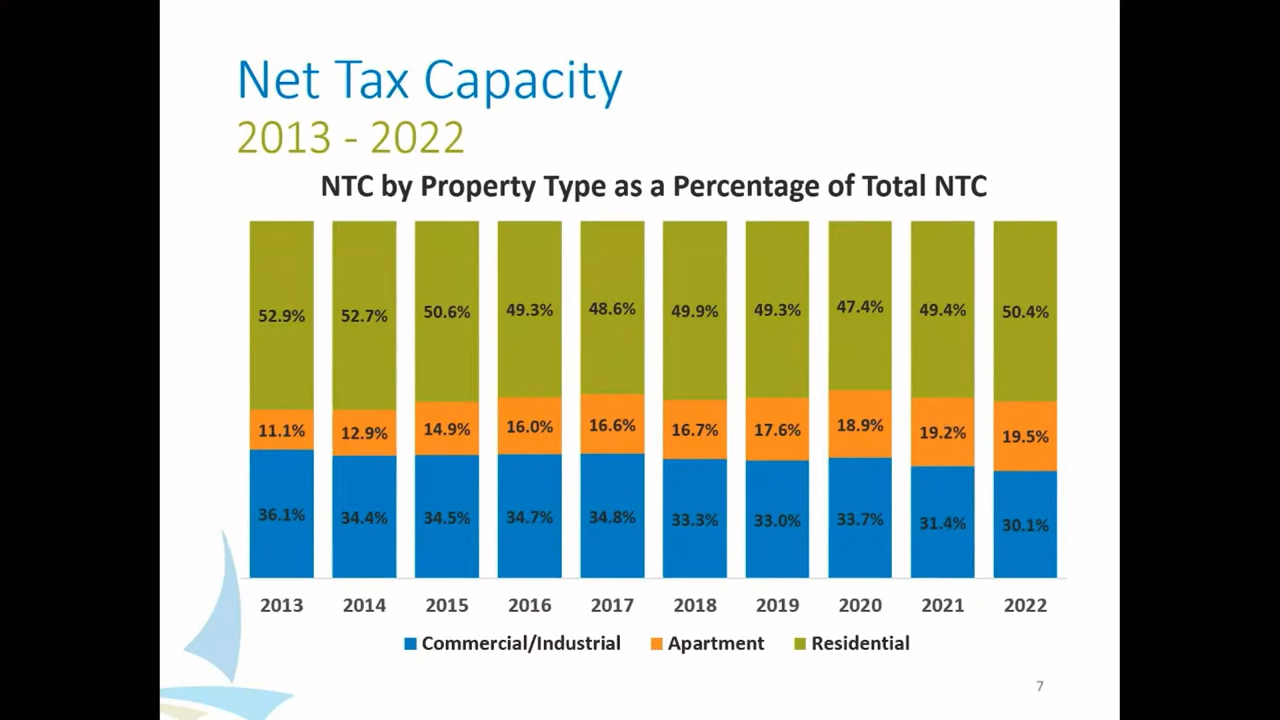 Net Tax Capacity
2013 - 2022
NTC by Property Type as a Percentage of Total NTC
52.9% 52.7% 50.6% 49.3% 48.6% 49.9% 49.3% 47.4% 49.4% 50.4%
11.1% 12.9% 14.9% 16.0% 16.6% 16.7% 17.6% 18.9% 19.2% 19.5%
36.1% 34.4% 34.5% 34.7% 34.8% 33.3% 33.0% 33.7% 31.4% 30.1%
2013 2014 2015 2016 2017 2018 2019 2020 2021 2022
Commercial/Industrial Apartment Residential
7